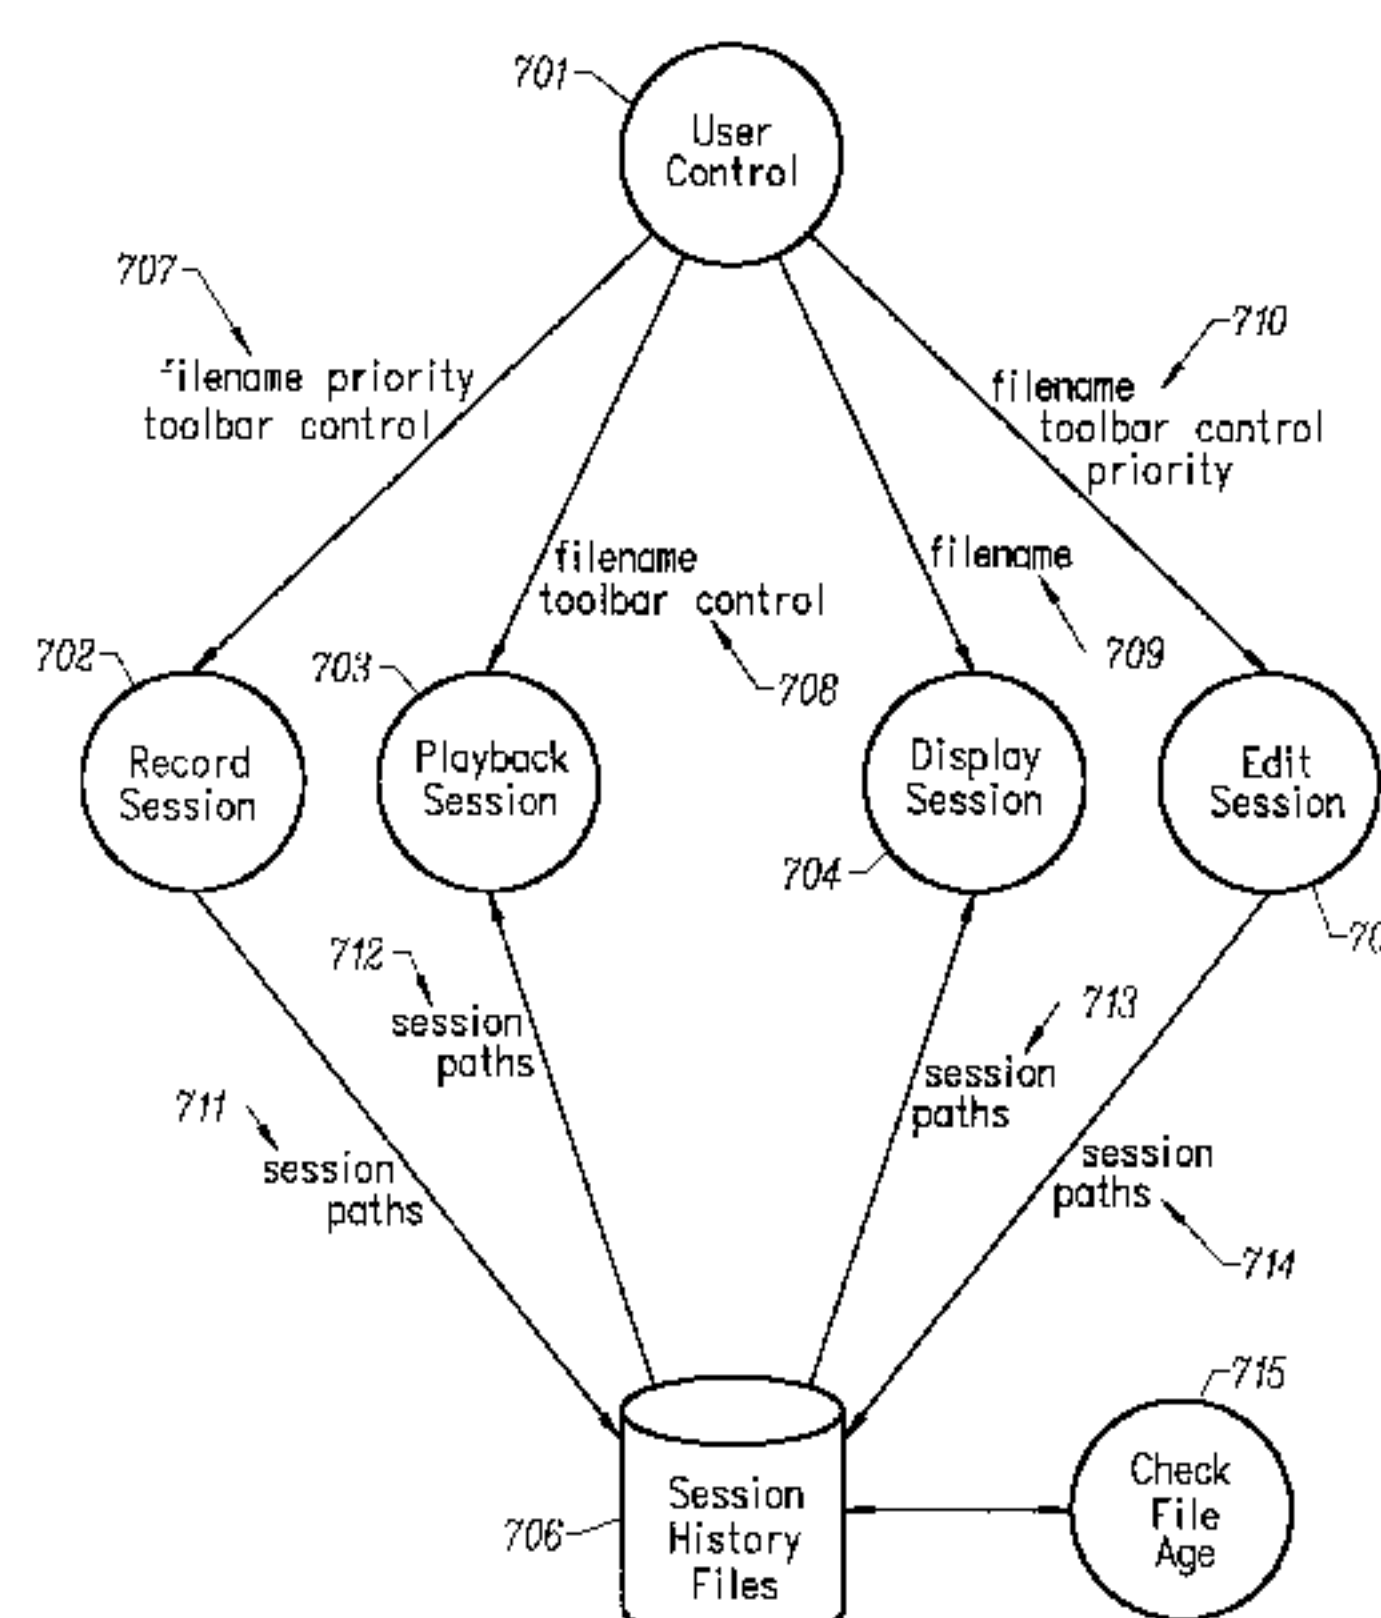 701
User
Control
707
filename priority
toolbar control
710
filename
toolbar control
priority
filename
toolbar control
708
filename
709
702
Record
Session
703
Playback
Session
Display
Session
704
Edit
Session
70
712
session
paths
713
session
paths
711
session
paths
session
paths
714
706
Session
History
Files
715
Check
File
Age